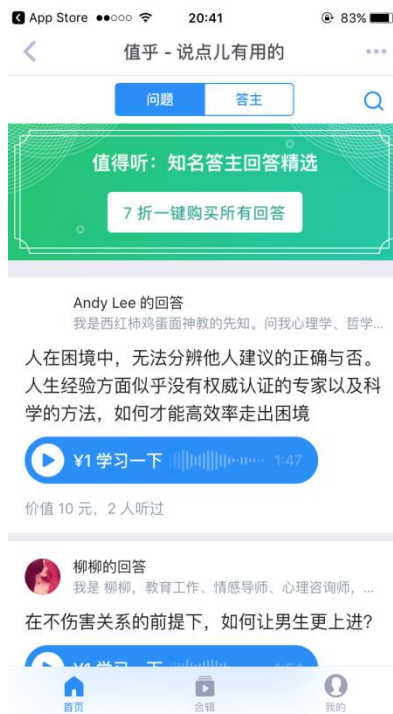 App Store 20:41 83%
值乎 - 说点儿有用的
问题 答主
值得听：知名答主回答精选
7 折一键购买所有回答
Andy Lee 的回答
我是西红柿鸡蛋面神教的先知。问我心理学、哲学...
人在困境中，无法分辨他人建议的正确与否。
人生经验方面似乎没有权威认证的专家以及科
学的方法，如何才能高效率走出困境
¥1 学习一下 1:47
价值 10 元，2 人听过
柳柳的回答
我是 柳柳，教育工作、情感导师、心理咨询师，...
在不伤害关系的前提下，如何让男生更上进?
¥1 学习一下 1:54
首页 合辑 我的